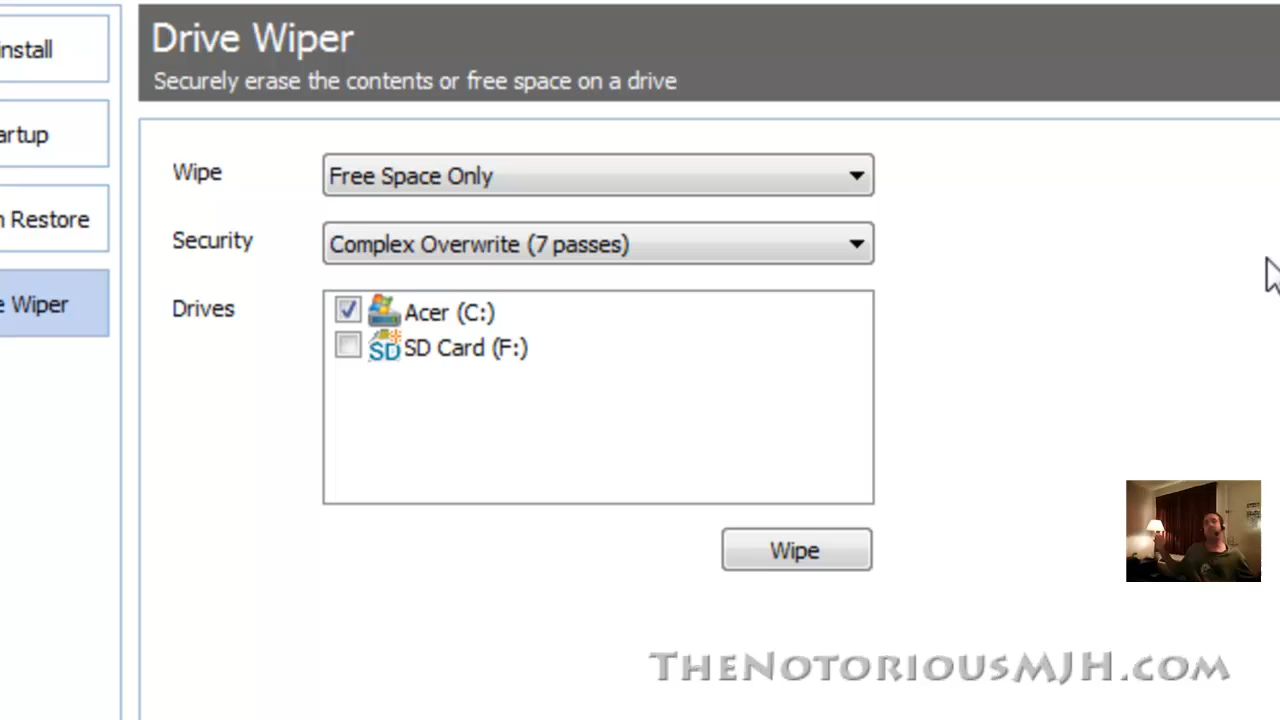 install
artup
n Restore
e Wiper
Drive Wiper
Securely erase the contents or free space on a drive
Wipe
Free Space Only
Security
Complex Overwrite (7 passes)
Drives
Acer (C:)
SD SD Card (F:)
Wipe
THENOTORIOUSMJH.COM